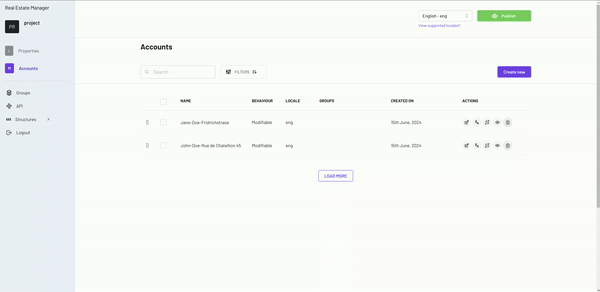 Real Estate Manager
PR
project
Properties
Accounts
Groups
API
Structures
Logout
English - eng
Publish
View supported locales?
Accounts
Search
FILTERS
Create new
NAME BEHAVIOUR LOCALE GROUPS CREATED ON ACTIONS
Jane-Doe-Fridrichstrase Modifiable eng 15th June, 2024
John-Doe-Rue de Chatelion 45 Modifiable eng 15th June, 2024
LOAD MORE